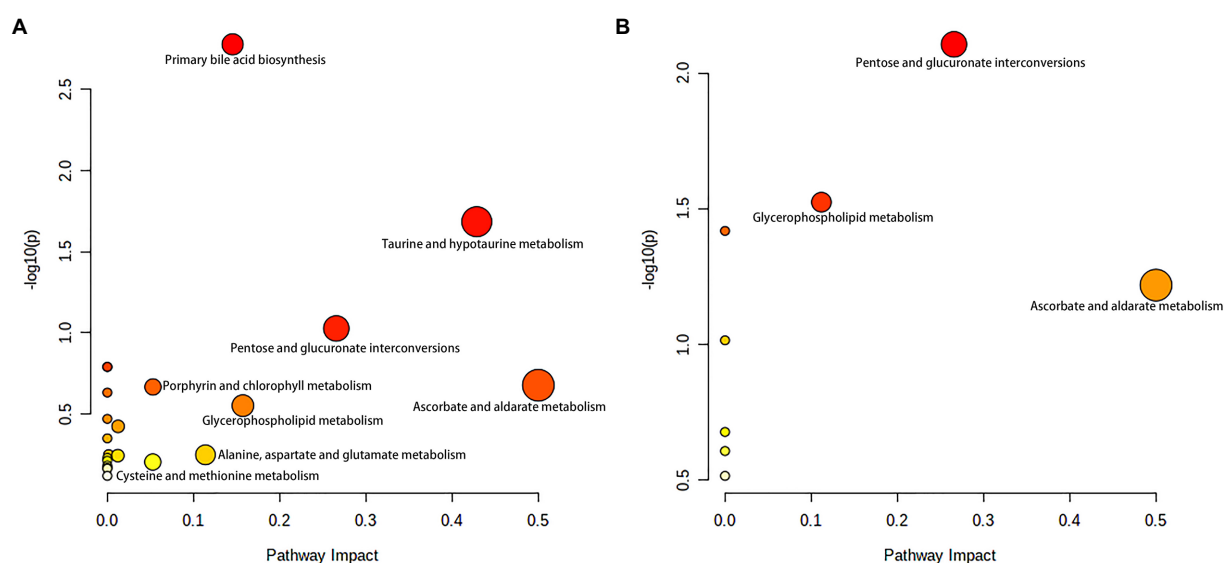 A
Primary bile acid biosynthesis
2.5
2.0
Taurine and hypotaurine metabolism
1.5
-log10(p)
1.0
Pentose and glucuronate interconversions
Porphyrin and chlorophyll metabolism
Ascorbate and aldarate metabolism
0.5
Glycerophospholipid metabolism
Alanine, aspartate and glutamate metabolism
Cysteine and methionine metabolism
0.0 0.1 0.2 0.3 0.4 0.5
Pathway Impact
B
Pentose and glucuronate interconversions
2.0
1.5
Glycerophospholipid metabolism
-log10(p)
Ascorbate and aldarate metabolism
1.0
0.5
0.0 0.1 0.2 0.3 0.4 0.5
Pathway Impact